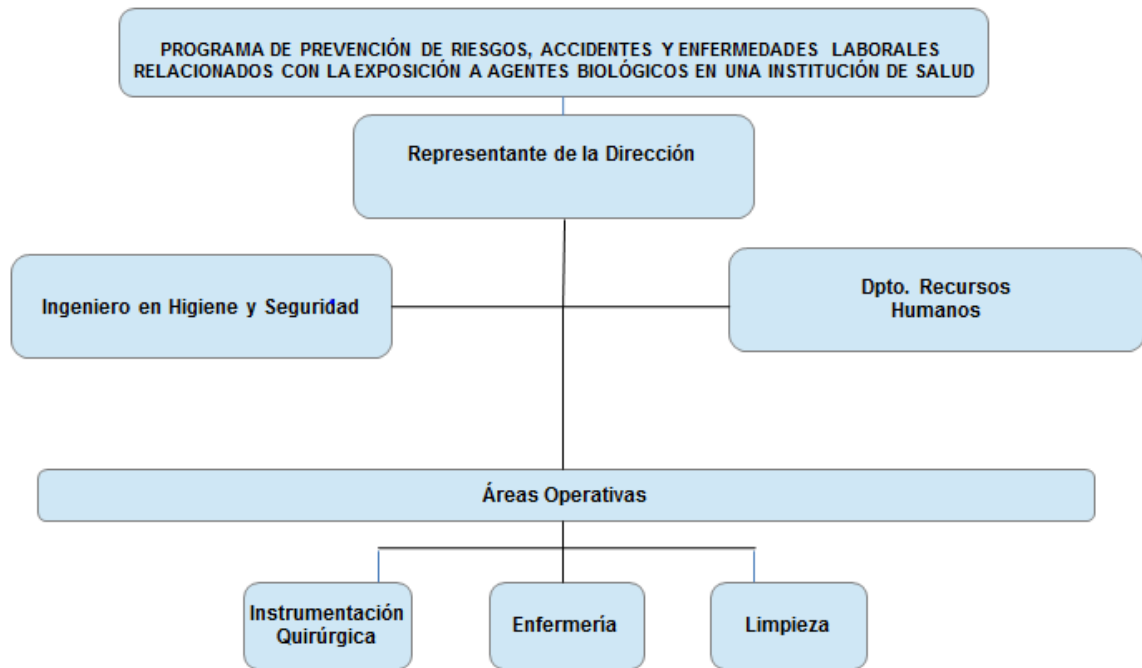 PROGRAMA DE PREVENCIÓN DE RIESGOS, ACCIDENTES Y ENFERMEDADES LABORALES
RELACIONADOS CON LA EXPOSICIÓN A AGENTES BIOLÓGICOS EN UNA INSTITUCIÓN DE SALUD
Representante de la Dirección
Ingeniero en Higiene y Seguridad
Dpto. Recursos
Humanos
Áreas Operativas
Instrumentación
Quirúrgica
Enfermería
Limpieza